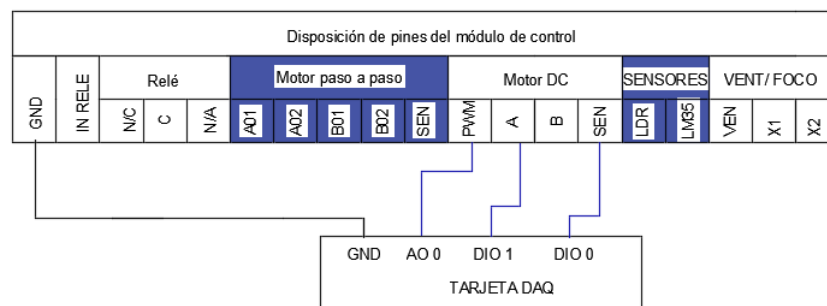 Disposición de pines del módulo de control
GND
IN RELE
Relé
Motor paso a paso
Motor DC
SENSORES
VENT/ FOCO
N/C
C
N/A
A01
A02
B01
B02
SEN
PWM
A
B
SEN
LDR
LM35
VEN
X1
X2
GND AO 0 DIO 1 DIO 0
TARJETA DAQ